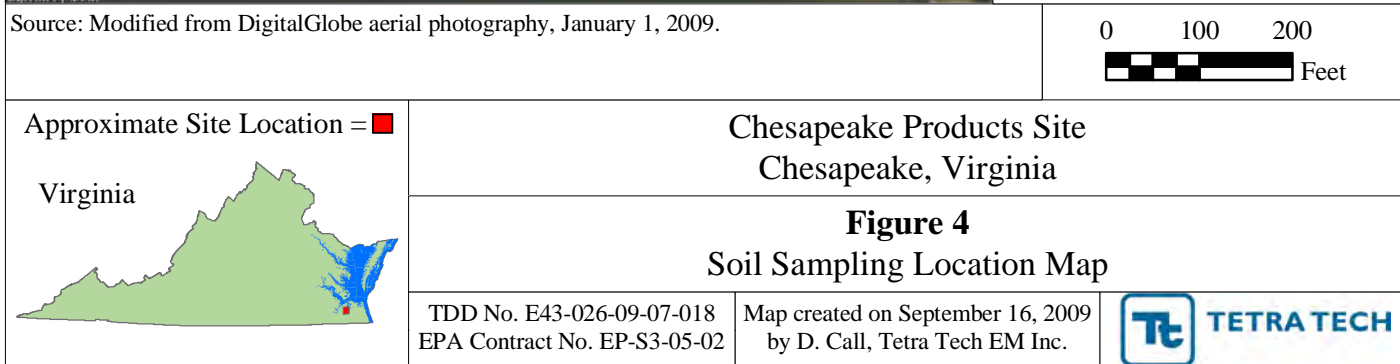 Source: Modified from DigitalGlobe aerial photography, January 1, 2009.
0 100 200
Feet
Approximate Site Location =
Virginia
Chesapeake Products Site
Chesapeake, Virginia
Figure 4
Soil Sampling Location Map
TDD No. E43-026-09-07-018
EPA Contract No. EP-S3-05-02
Map created on September 16, 2009
by D. Call, Tetra Tech EM Inc.
Tt TETRA TECH